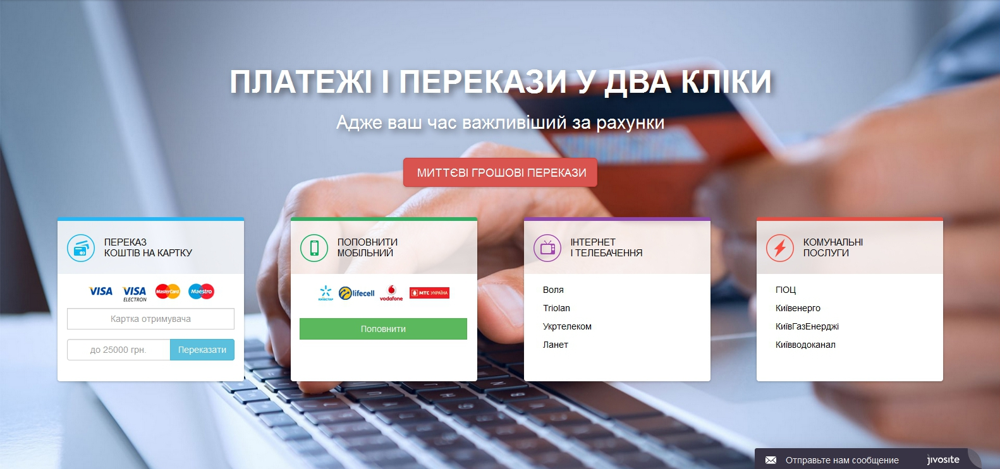 ПЛАТЕЖІ І ПЕРЕКАЗИ У ДВА КЛІКИ
Адже ваш час важливіший за рахунки
МИТТЄВІ ГРОШОВІ ПЕРЕКАЗИ
ПЕРЕКАЗ
КОШТІВ НА КАРТКУ
VISA
VISA
ELECTRON
MasterCard
Maestro
Картка отримувача
до 25000 грн.
Переказати
ПОПОВНИТИ
МОБІЛЬНИЙ
КИЇВСТАР
lifecell
vodafone
МТС УКРАЇНА
Поповнити
ІНТЕРНЕТ
І ТЕЛЕБАЧЕННЯ
Воля
Triolan
Укртелеком
Ланет
КОМУНАЛЬНІ
ПОСЛУГИ
ГІОЦ
Київенерго
КиївГазЕнерджі
Київводоканал
Отправьте нам сообщение
jivosite